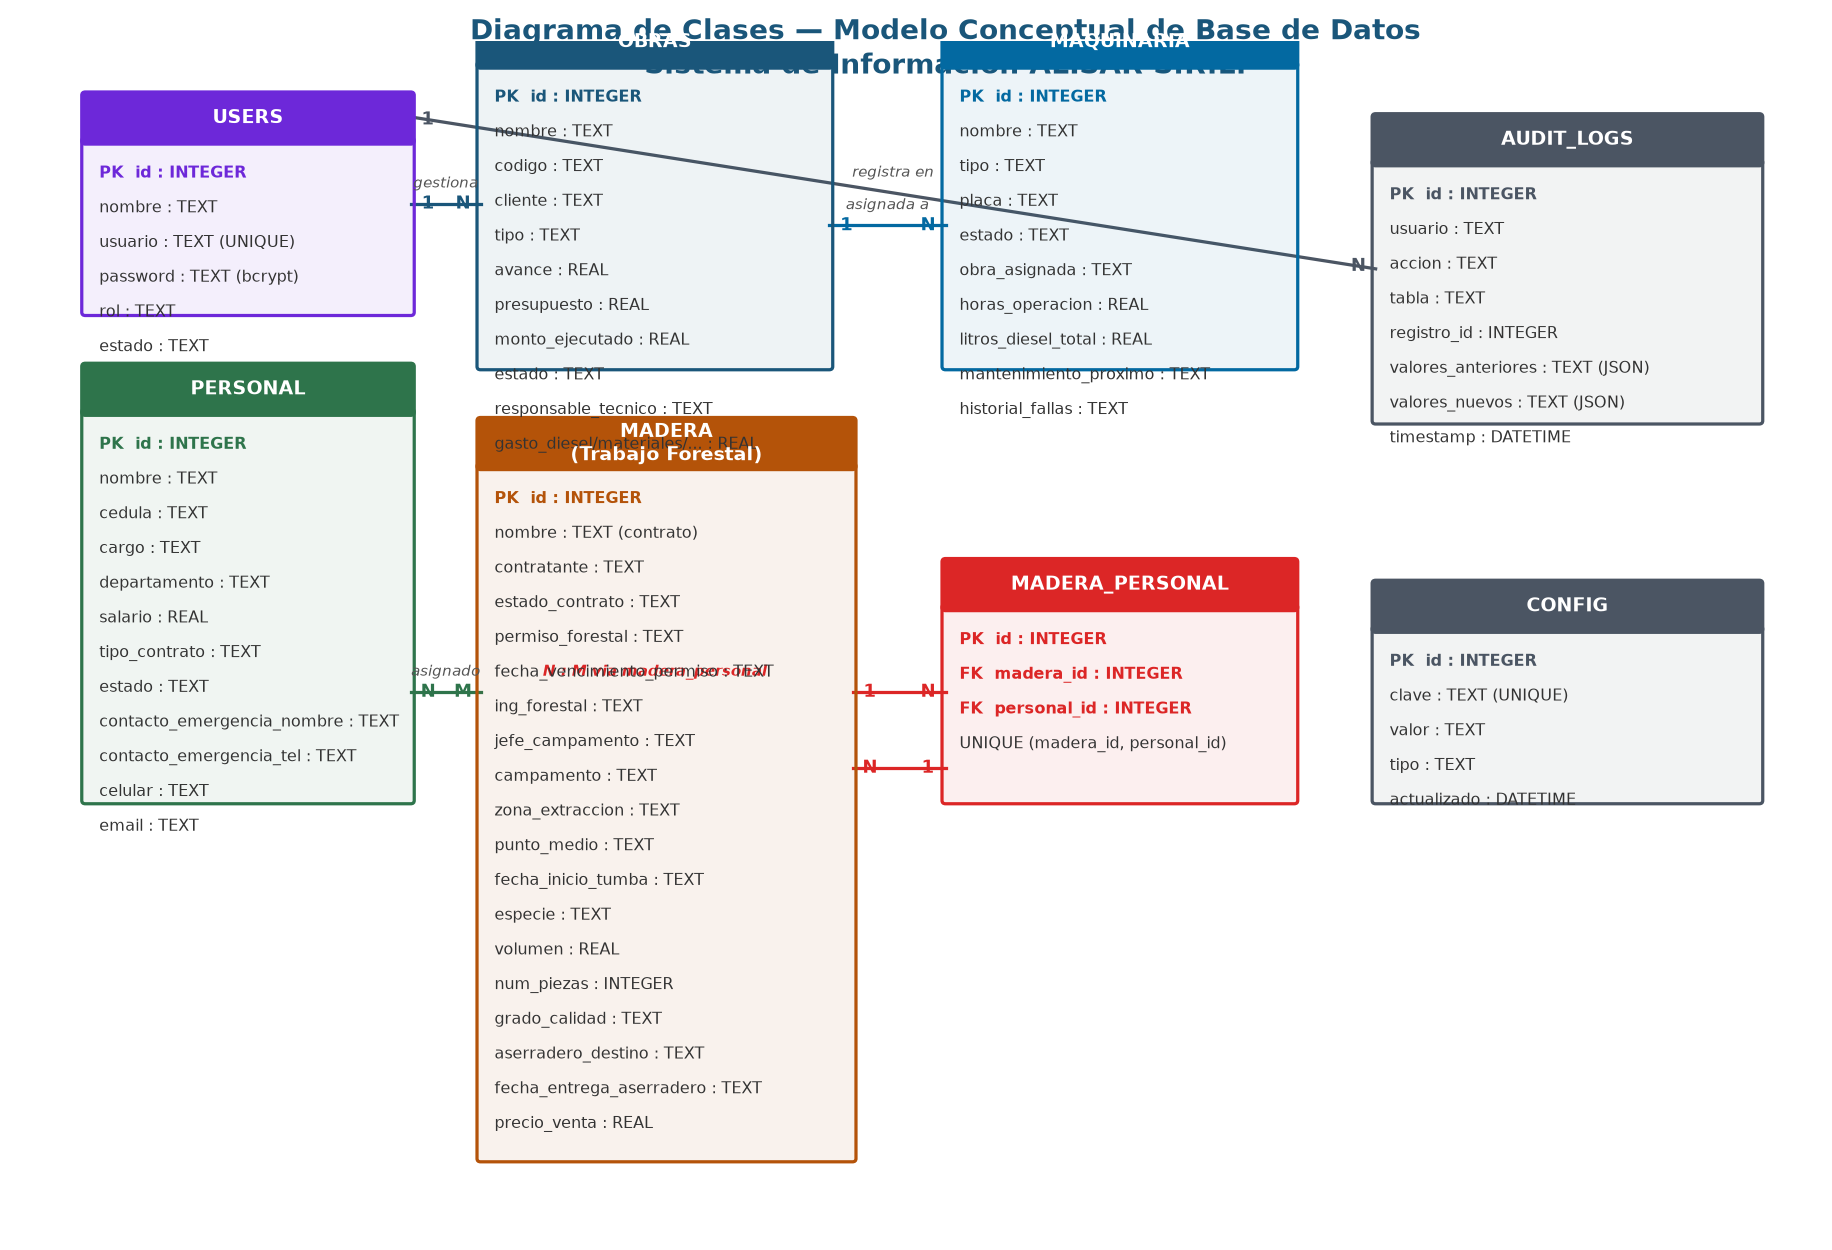 Diagrama de Clases — Modelo Conceptual de Base de Datos
Sistema de Información ALISAR SIRILI
USERS
PK id : INTEGER
nombre : TEXT
usuario : TEXT (UNIQUE)
password : TEXT (bcrypt)
rol : TEXT
estado : TEXT
1
gestiona
1 N
OBRAS
PK id : INTEGER
nombre : TEXT
codigo : TEXT
cliente : TEXT
tipo : TEXT
avance : REAL
presupuesto : REAL
monto_ejecutado : REAL
estado : TEXT
responsable_tecnico : TEXT
gasto_diesel/materiales/... : REAL
registra en
asignada a
1 N
MAQUINARIA
PK id : INTEGER
nombre : TEXT
tipo : TEXT
placa : TEXT
estado : TEXT
obra_asignada : TEXT
horas_operacion : REAL
litros_diesel_total : REAL
mantenimiento_proximo : TEXT
historial_fallas : TEXT
N
AUDIT_LOGS
PK id : INTEGER
usuario : TEXT
accion : TEXT
tabla : TEXT
registro_id : INTEGER
valores_anteriores : TEXT (JSON)
valores_nuevos : TEXT (JSON)
timestamp : DATETIME
PERSONAL
PK id : INTEGER
nombre : TEXT
cedula : TEXT
cargo : TEXT
departamento : TEXT
salario : REAL
tipo_contrato : TEXT
estado : TEXT
contacto_emergencia_nombre : TEXT
contacto_emergencia_tel : TEXT
celular : TEXT
email : TEXT
asignado
N M
MADERA
(Trabajo Forestal)
PK id : INTEGER
nombre : TEXT (contrato)
contratante : TEXT
estado_contrato : TEXT
permiso_forestal : TEXT
fecha_vencimiento_permiso : TEXT
N : M via madera_personal
ing_forestal : TEXT
jefe_campamento : TEXT
campamento : TEXT
zona_extraccion : TEXT
punto_medio : TEXT
fecha_inicio_tumba : TEXT
especie : TEXT
volumen : REAL
num_piezas : INTEGER
grado_calidad : TEXT
aserradero_destino : TEXT
fecha_entrega_aserradero : TEXT
precio_venta : REAL
1 N
N 1
MADERA_PERSONAL
PK id : INTEGER
FK madera_id : INTEGER
FK personal_id : INTEGER
UNIQUE (madera_id, personal_id)
CONFIG
PK id : INTEGER
clave : TEXT (UNIQUE)
valor : TEXT
tipo : TEXT
actualizado : DATETIME